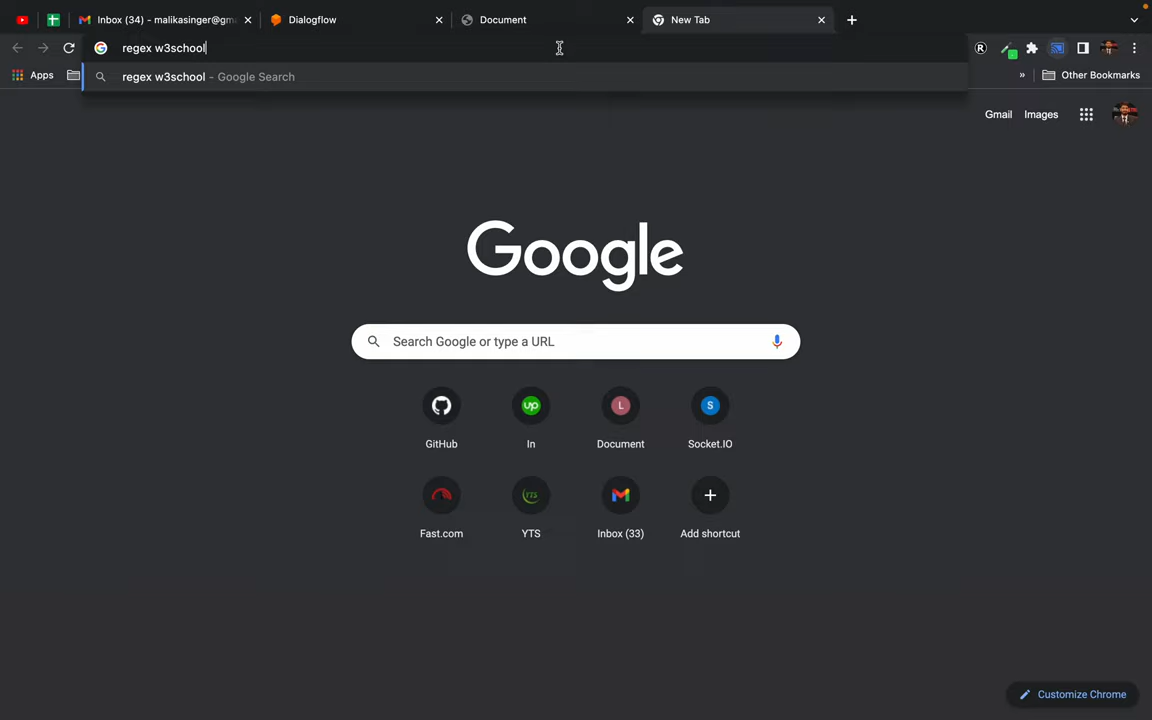 Inbox (34) - malikasinger@gm
Dialogflow
Document
New Tab
regex w3school
Apps
Other Bookmarks
regex w3school - Google Search
Gmail
Images
Google
Search Google or type a URL
GitHub
In
Document
Socket.IO
Fast.com
YTS
Inbox (33)
Add shortcut
Customize Chrome